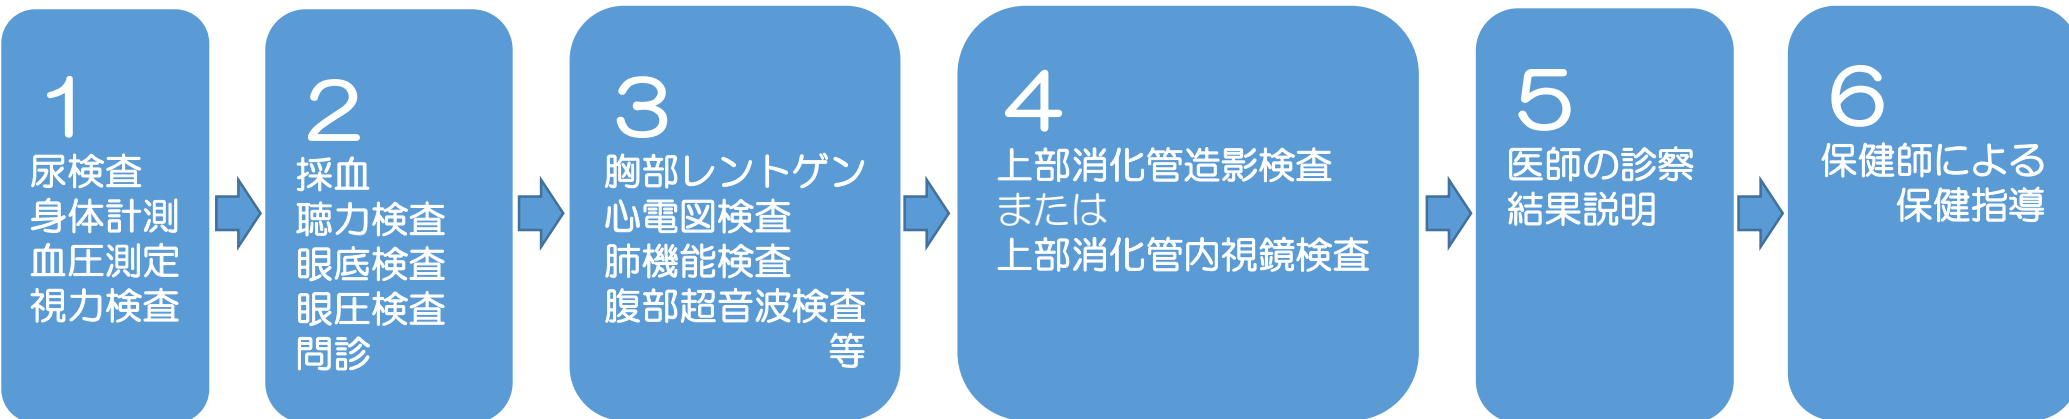 1
尿検査
身体計測
血圧測定
視力検査
2
採血
聴力検査
眼底検査
眼圧検査
問診
3
胸部レントゲン
心電図検査
肺機能検査
腹部超音波検査
等
4
上部消化管造影検査
または
上部消化管内視鏡検査
5
医師の診察
結果説明
6
保健師による
保健指導